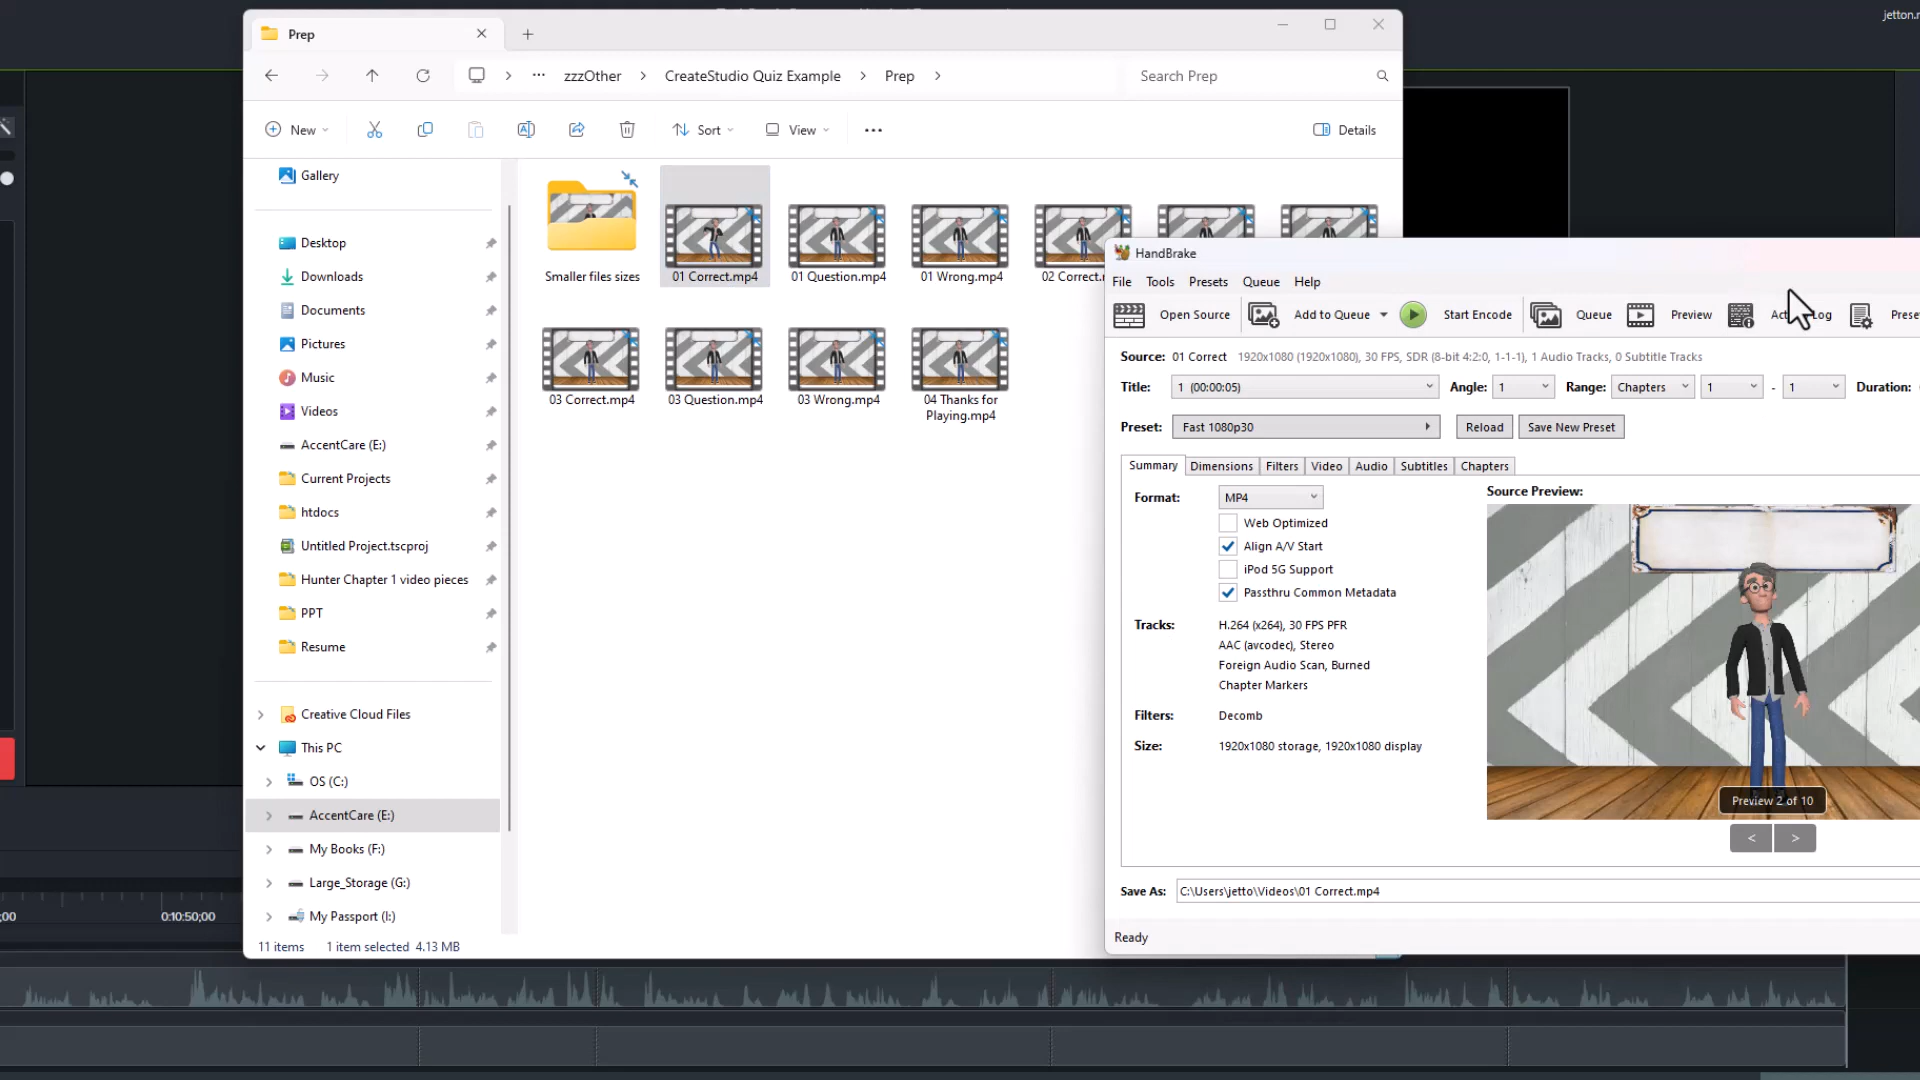 jetton.
Prep
zzzOther
CreateStudio Quiz Example
Prep
Search Prep
New
Sort
View
Details
Gallery
Desktop
Downloads
Documents
Pictures
Music
Videos
AccentCare (E:)
Current Projects
htdocs
Untitled Project.tscproj
Hunter Chapter 1 video pieces
PPT
Resume
Creative Cloud Files
This PC
OS (C:)
AccentCare (E:)
My Books (F:)
Large_Storage (G:)
My Passport (I:)
11 items 1 item selected 4.13 MB
Smaller files sizes
01 Correct.mp4
01 Question.mp4
01 Wrong.mp4
02 Correct.
03 Correct.mp4
03 Question.mp4
03 Wrong.mp4
04 Thanks for
Playing.mp4
HandBrake
File Tools Presets Queue Help
Open Source
Add to Queue
Start Encode
Queue
Preview
Act Log
Prese
Source: 01 Correct 1920x1080 (1920x1080), 30 FPS, SDR (8-bit 4:2:0, 1-1-1), 1 Audio Tracks, 0 Subtitle Tracks
Title: 1 (00:00:05) Angle: 1 Range: Chapters 1 - 1 Duration:
Preset: Fast 1080p30 Reload Save New Preset
Summary Dimensions Filters Video Audio Subtitles Chapters
Format: MP4
Web Optimized
Align A/V Start
iPod 5G Support
Passthru Common Metadata
Tracks: H.264 (x264), 30 FPS PFR
AAC (avcodec), Stereo
Foreign Audio Scan, Burned
Chapter Markers
Filters: Decomb
Size: 1920x1080 storage, 1920x1080 display
Source Preview:
Preview 2 of 10
< >
Save As: C:\Users\jetto\Videos\01 Correct.mp4
Ready
;00
0:10:50;00